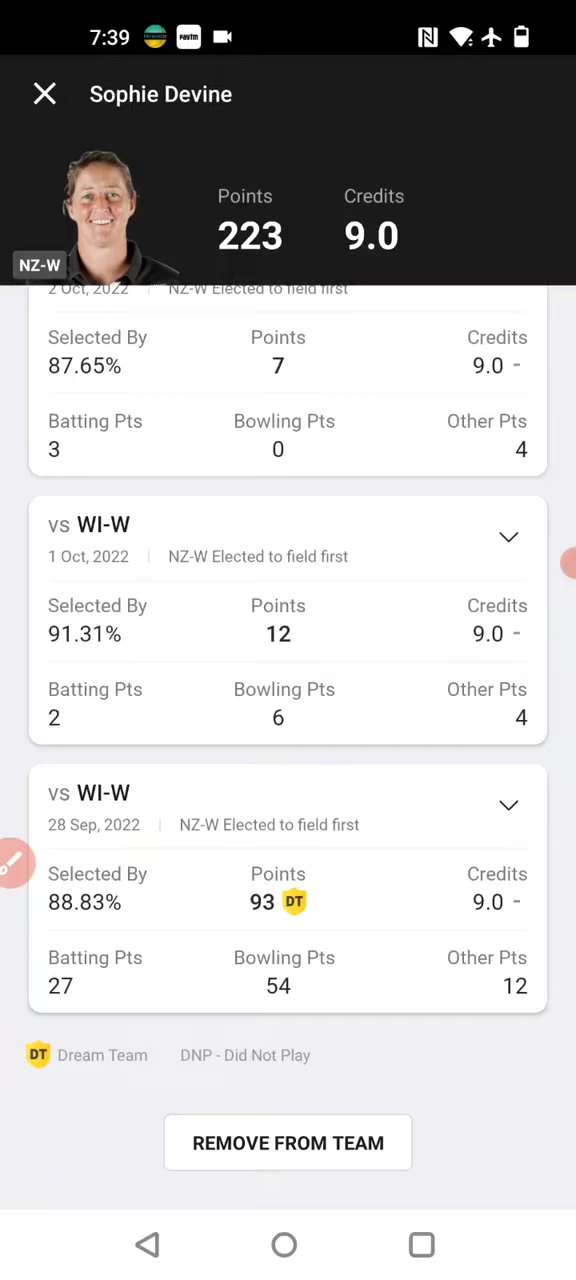 7:39 paytm
Sophie Devine
Points Credits
223 9.0
NZ-W
2 Oct, 2022 NZ-W Elected to field first
Selected By Points Credits
87.65% 7 9.0 -
Batting Pts Bowling Pts Other Pts
3 0 4
vs WI-W
1 Oct, 2022 NZ-W Elected to field first
Selected By Points Credits
91.31% 12 9.0 -
Batting Pts Bowling Pts Other Pts
2 6 4
vs WI-W
28 Sep, 2022 NZ-W Elected to field first
Selected By Points Credits
88.83% 93 DT 9.0 -
Batting Pts Bowling Pts Other Pts
27 54 12
DT Dream Team DNP - Did Not Play
REMOVE FROM TEAM